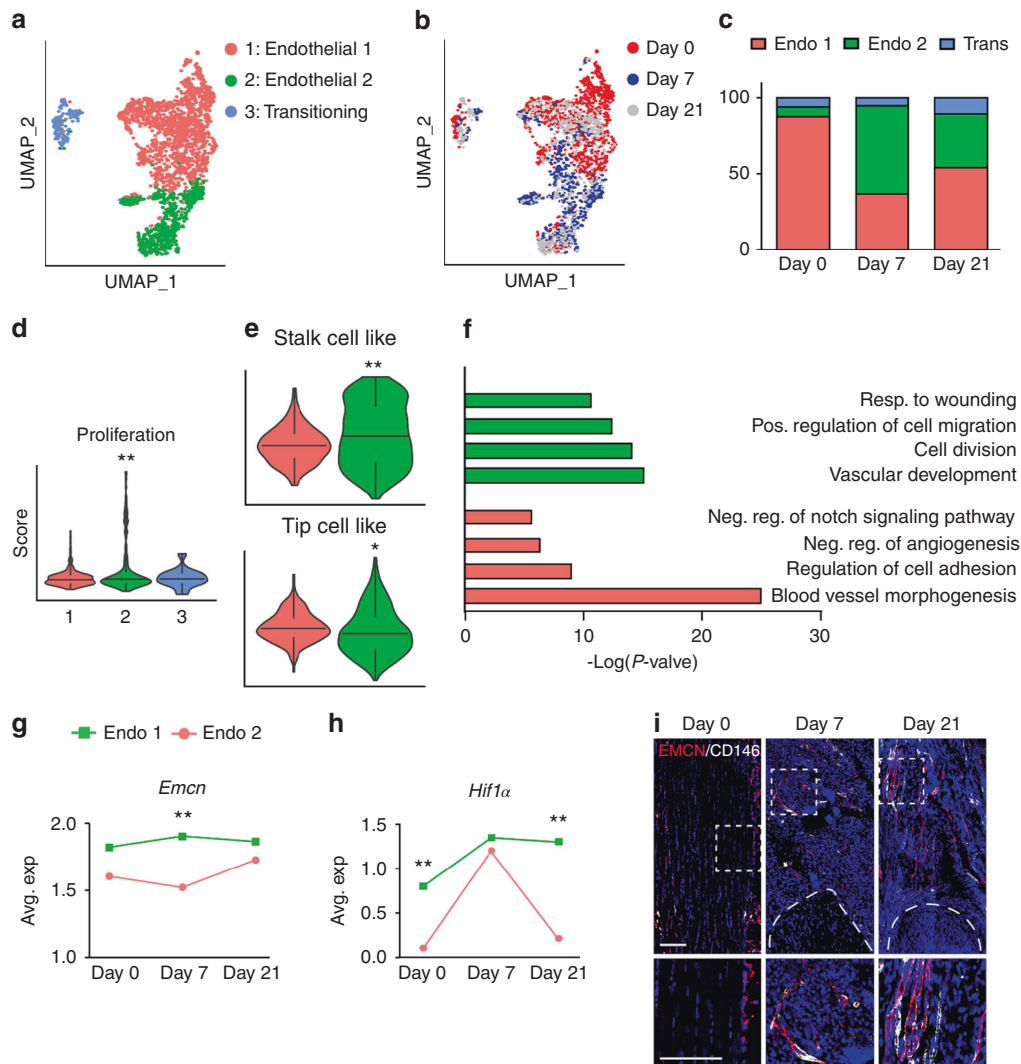 a
1: Endothelial 1
2: Endothelial 2
3: Transitioning
UMAP_2
UMAP_1
b
Day 0
Day 7
Day 21
UMAP_2
UMAP_1
c
Endo 1 Endo 2 Trans
100
50
0
Day 0 Day 7 Day 21
d
Proliferation
**
Score
1 2 3
e
Stalk cell like
**
Tip cell like
*
f
Resp. to wounding
Pos. regulation of cell migration
Cell division
Vascular development
Neg. reg. of notch signaling pathway
Neg. reg. of angiogenesis
Regulation of cell adhesion
Blood vessel morphogenesis
0 10 20 30
-Log(P-valve)
g
Endo 1 Endo 2
Emcn
**
2.0
1.5
1.0
Avg. exp
Day 0 Day 7 Day 21
h
Hif1α
**
**
1.5
1.0
0.5
0.0
Avg. exp
Day 0 Day 7 Day 21
i
Day 0 Day 7 Day 21
EMCN/CD146